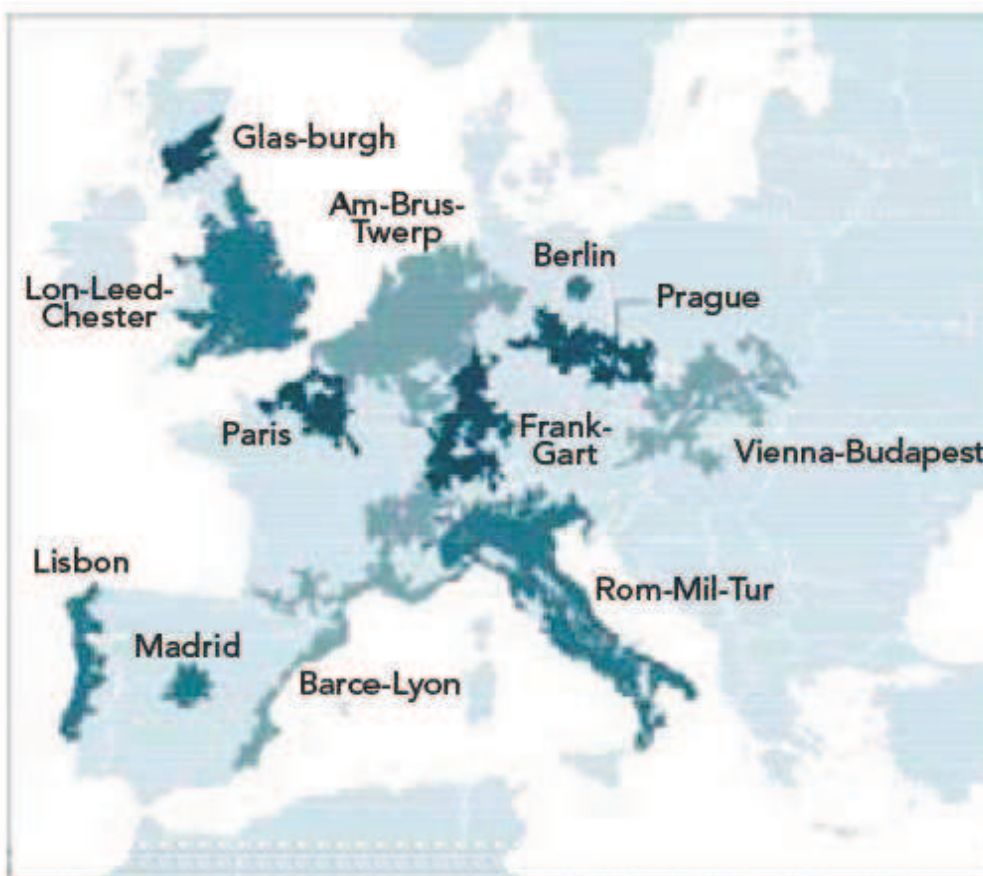 Glas-burgh
Am-Brus-
Twerp
Berlin
Prague
Lon-Leed-
Chester
Paris
Frank-
Gart
Vienna-Budapest
Lisbon
Rom-Mil-Tur
Madrid
Barce-Lyon